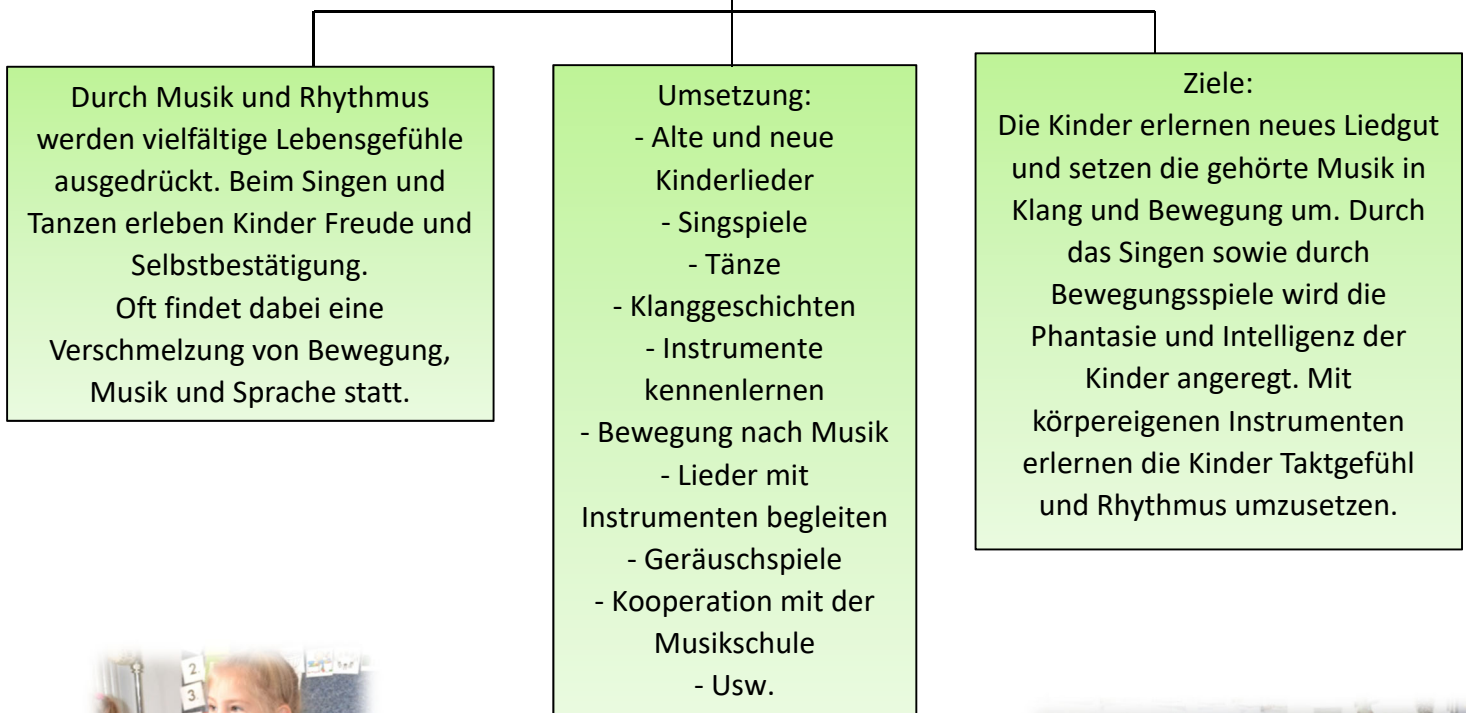 Durch Musik und Rhythmus
werden vielfältige Lebensgefühle
ausgedrückt. Beim Singen und
Tanzen erleben Kinder Freude und
Selbstbestätigung.
Oft findet dabei eine
Verschmelzung von Bewegung,
Musik und Sprache statt.
Umsetzung:
- Alte und neue
Kinderlieder
- Singspiele
- Tänze
- Klanggeschichten
- Instrumente
kennenlernen
- Bewegung nach Musik
- Lieder mit
Instrumenten begleiten
- Geräuschspiele
- Kooperation mit der
Musikschule
- Usw.
Ziele:
Die Kinder erlernen neues Liedgut
und setzen die gehörte Musik in
Klang und Bewegung um. Durch
das Singen sowie durch
Bewegungsspiele wird die
Phantasie und Intelligenz der
Kinder angeregt. Mit
körpereigenen Instrumenten
erlernen die Kinder Taktgefühl
und Rhythmus umzusetzen.
2.
3.